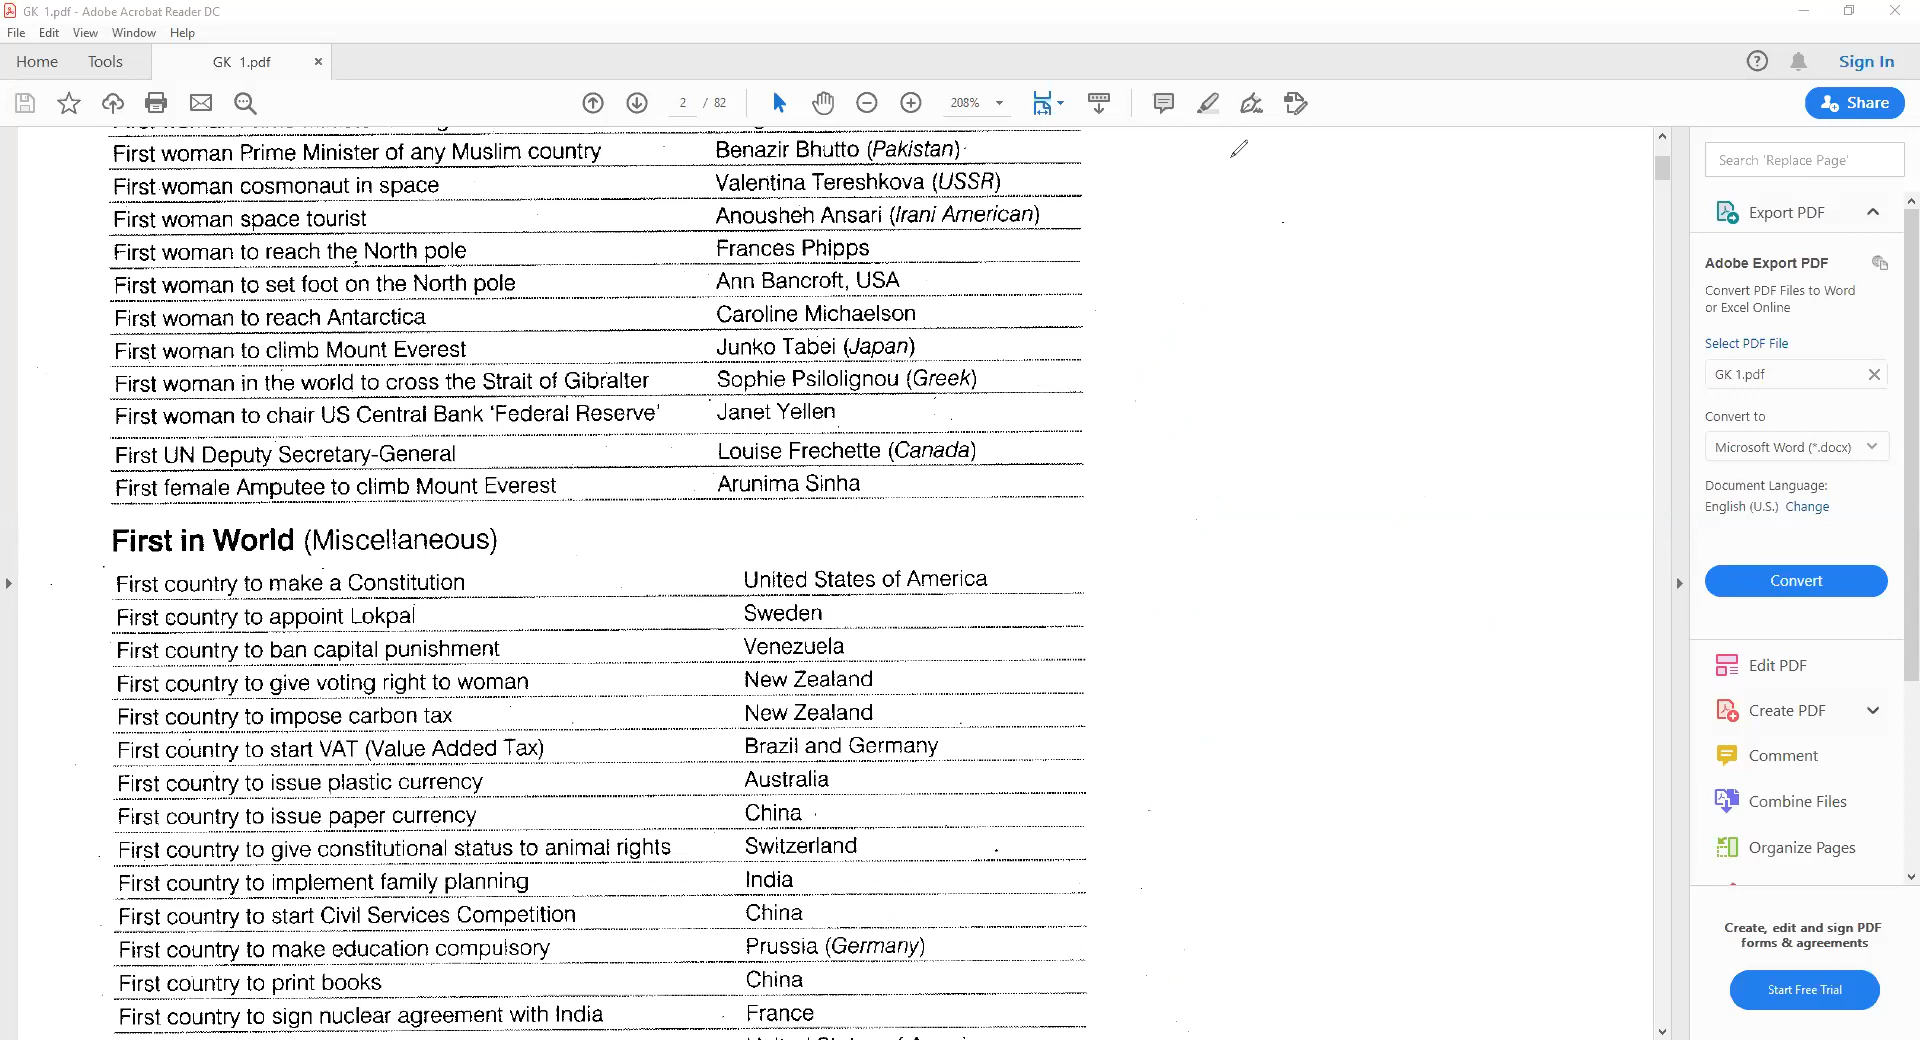 GK 1.pdf - Adobe Acrobat Reader DC
File Edit View Window Help
Home Tools GK 1.pdf Sign In
2 / 82 208% Share
First woman Prime Minister of any Muslim country Benazir Bhutto (Pakistan)
First woman cosmonaut in space Valentina Tereshkova (USSR)
First woman space tourist Anousheh Ansari (Irani American)
First woman to reach the North pole Frances Phipps
First woman to set foot on the North pole Ann Bancroft, USA
First woman to reach Antarctica Caroline Michaelson
First woman to climb Mount Everest Junko Tabei (Japan)
First woman in the world to cross the Strait of Gibralter Sophie Psilolignou (Greek)
First woman to chair US Central Bank 'Federal Reserve' Janet Yellen
First UN Deputy Secretary-General Louise Frechette (Canada)
First female Amputee to climb Mount Everest Arunima Sinha
First in World (Miscellaneous)
First country to make a Constitution United States of America
First country to appoint Lokpal Sweden
First country to ban capital punishment Venezuela
First country to give voting right to woman New Zealand
First country to impose carbon tax New Zealand
First country to start VAT (Value Added Tax) Brazil and Germany
First country to issue plastic currency Australia
First country to issue paper currency China
First country to give constitutional status to animal rights Switzerland
First country to implement family planning India
First country to start Civil Services Competition China
First country to make education compulsory Prussia (Germany)
First country to print books China
First country to sign nuclear agreement with India France
Search 'Replace Page'
Export PDF
Adobe Export PDF
Convert PDF Files to Word
or Excel Online
Select PDF File
GK 1.pdf
Convert to
Microsoft Word (*.docx)
Document Language:
English (U.S.) Change
Convert
Edit PDF
Create PDF
Comment
Combine Files
Organize Pages
Create, edit and sign PDF
forms & agreements
Start Free Trial